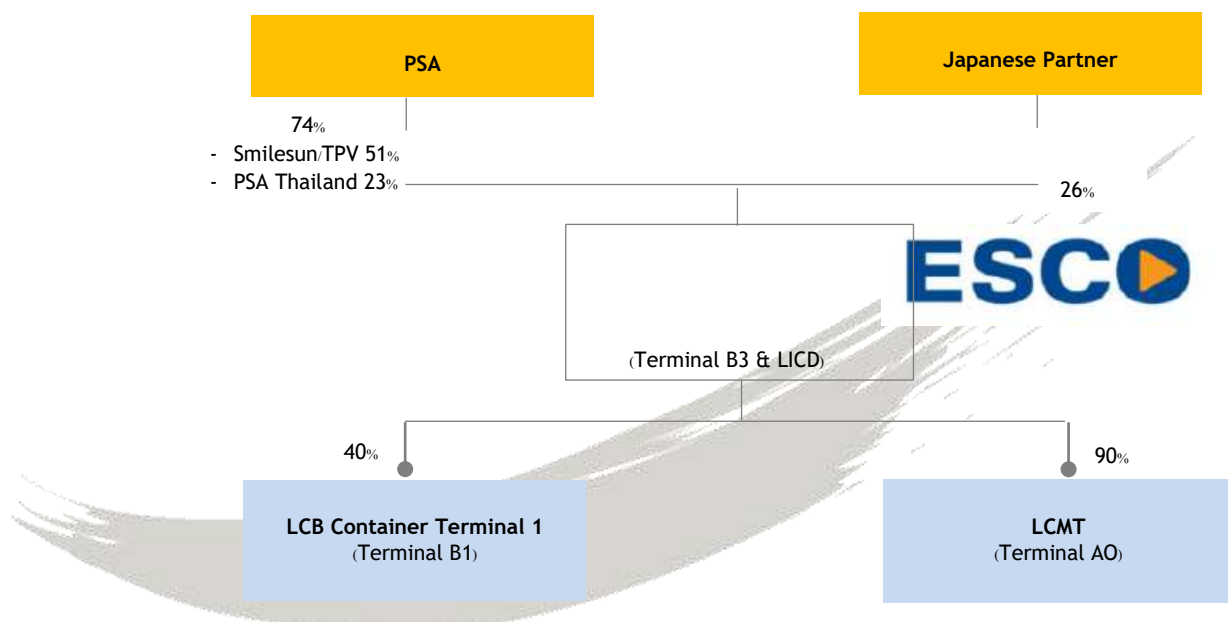 PSA
Japanese Partner
74%
- Smilesun/TPV 51%
- PSA Thailand 23%
26%
ESCO
(Terminal B3 & LICD)
40%
90%
LCB Container Terminal 1
(Terminal B1)
LCMT
(Terminal AO)